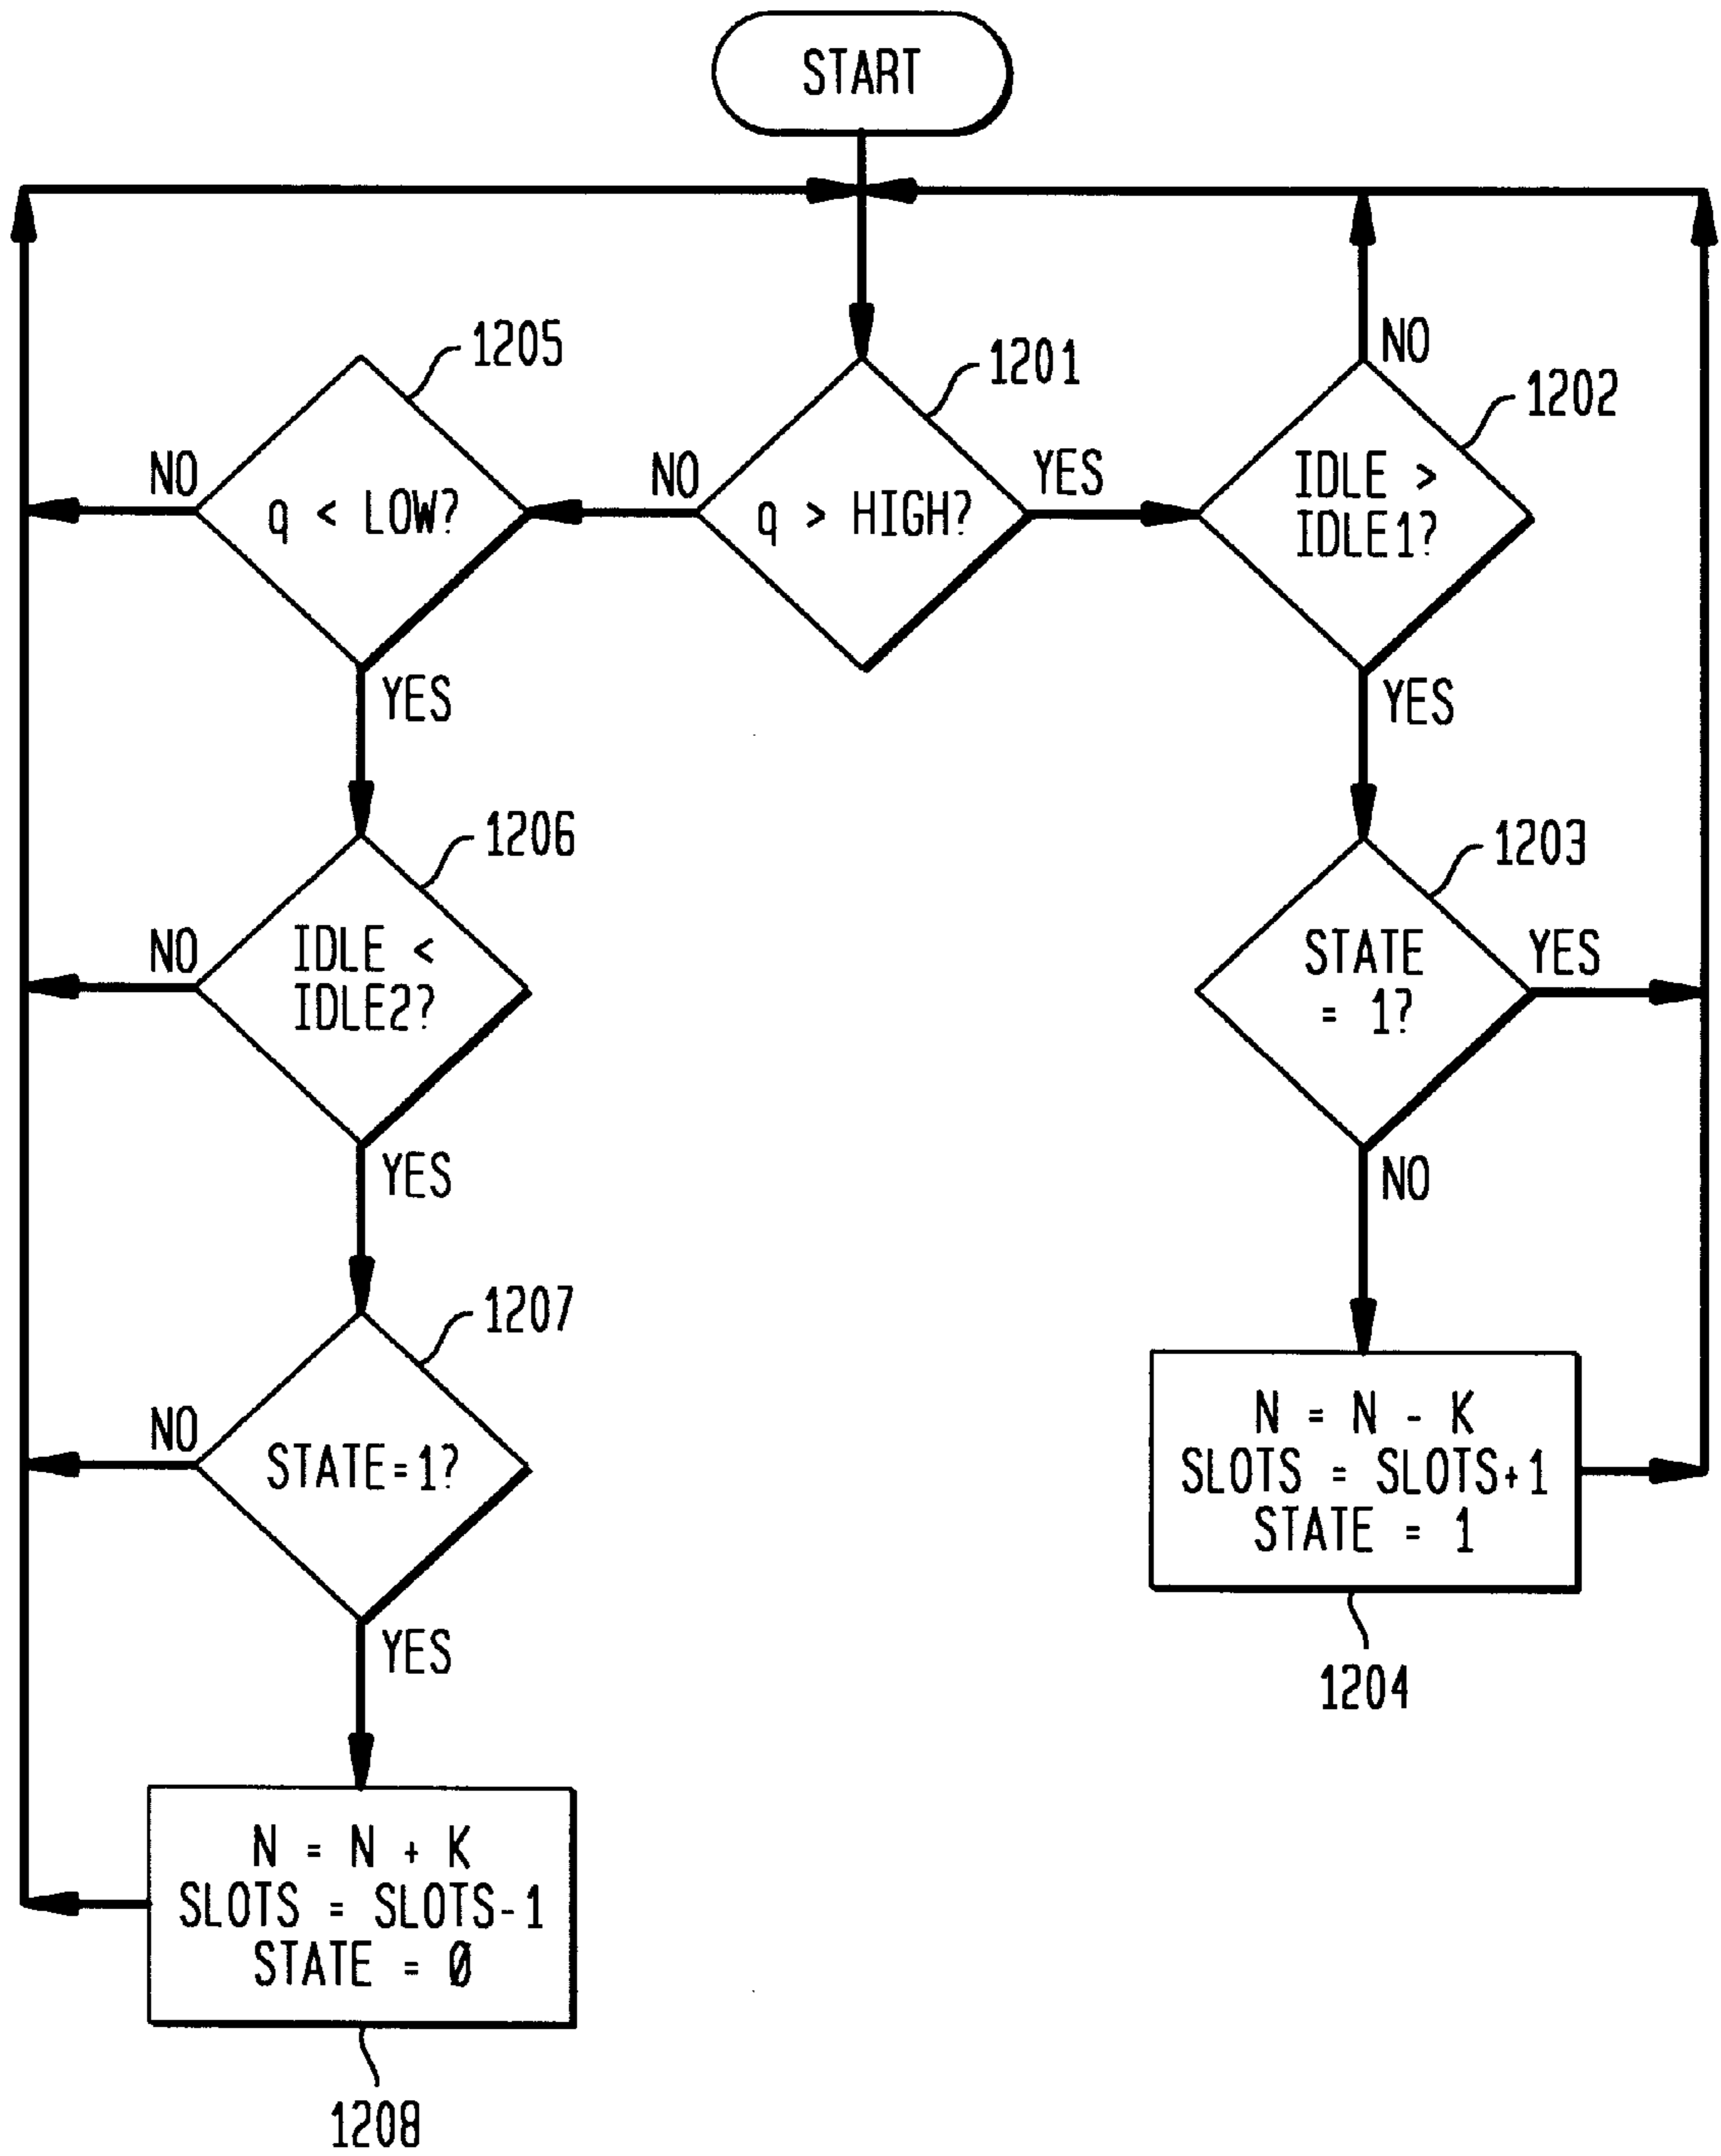 START
1205
1201
1202
NO
q < LOW?
NO
q > HIGH?
YES
NO
IDLE >
IDLE1?
YES
YES
1206
1203
NO
IDLE <
IDLE2?
STATE
= 1?
YES
YES
NO
1207
NO
STATE=1?
N = N - K
SLOTS = SLOTS+1
STATE = 1
YES
1204
N = N + K
SLOTS = SLOTS-1
STATE = Ø
1208